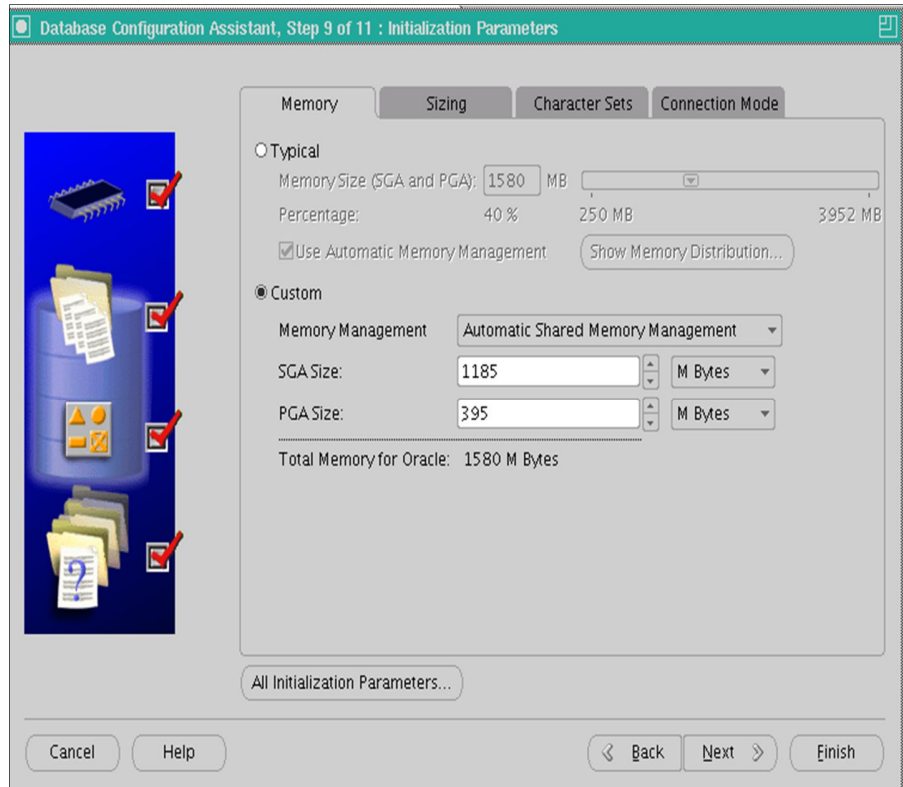 Database Configuration Assistant, Step 9 of 11 : Initialization Parameters
Memory Sizing Character Sets Connection Mode
Typical
Memory Size (SGA and PGA): 1580 MB
Percentage: 40 % 250 MB 3952 MB
Use Automatic Memory Management Show Memory Distribution...
Custom
Memory Management Automatic Shared Memory Management
SGA Size: 1185 M Bytes
PGA Size: 395 M Bytes
Total Memory for Oracle: 1580 M Bytes
?
All Initialization Parameters...
Cancel Help Back Next Finish